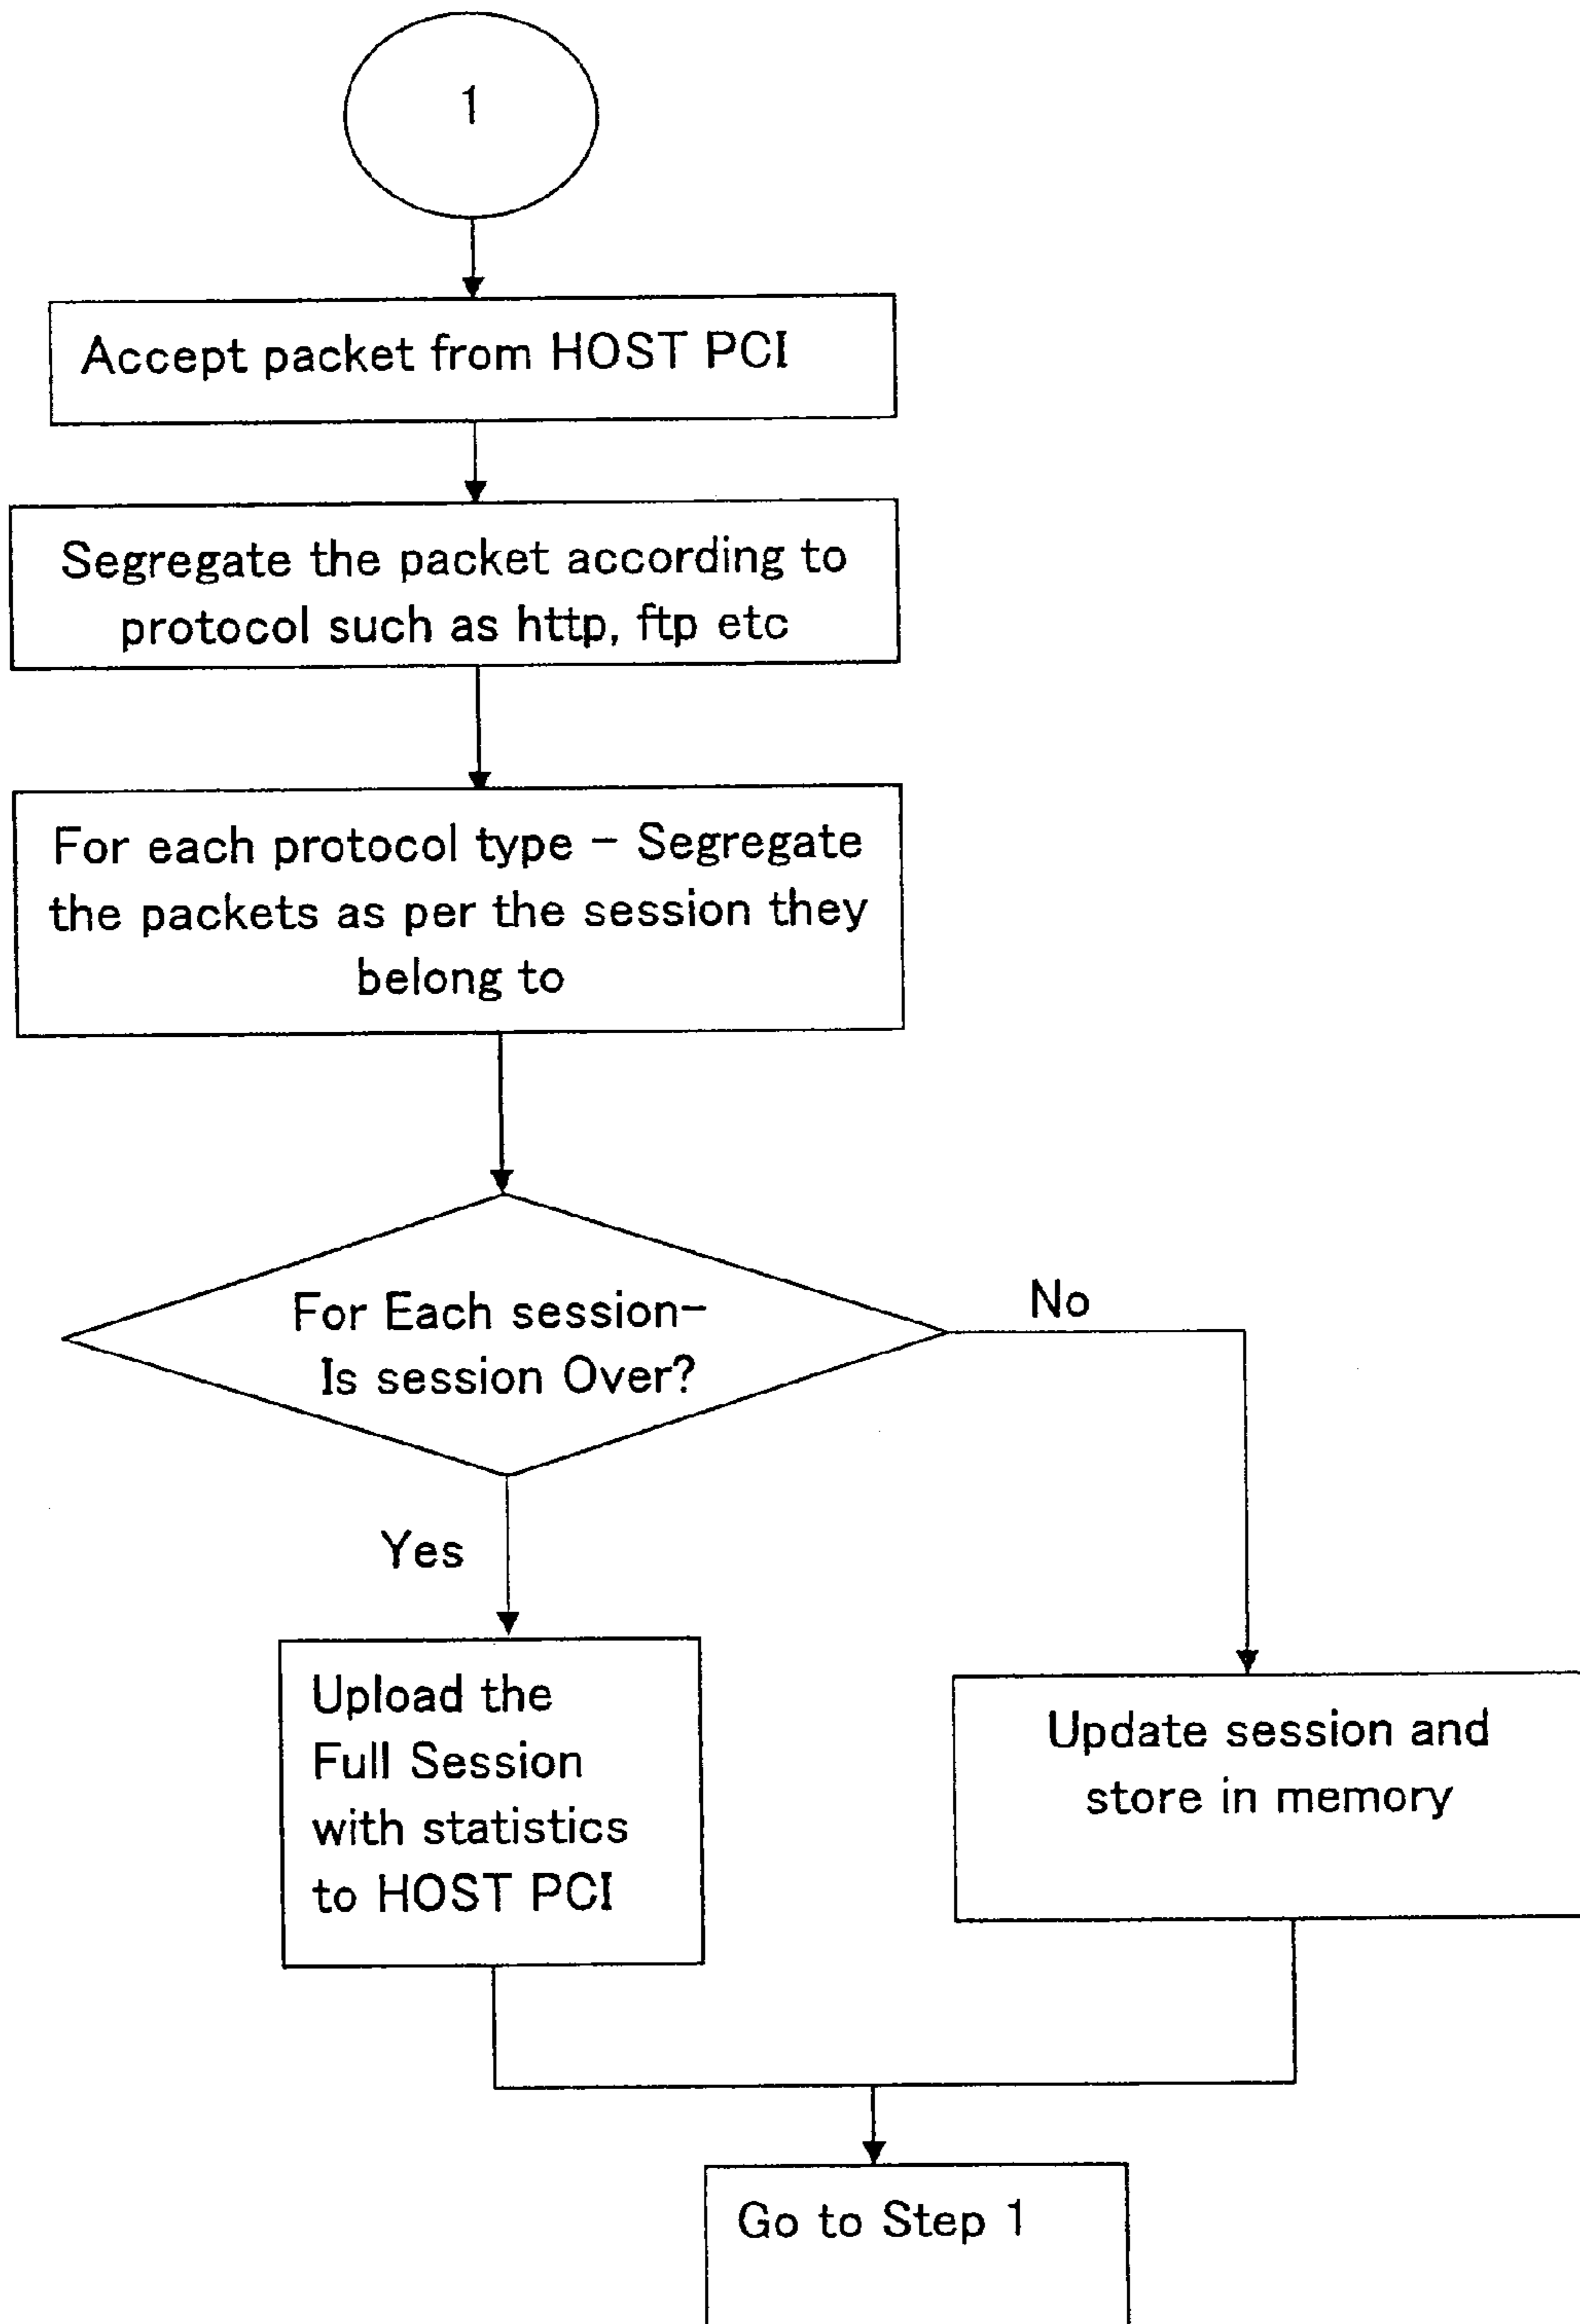 1
Accept packet from HOST PCI
Segregate the packet according to
protocol such as http, ftp etc
For each protocol type - Segregate
the packets as per the session they
belong to
For Each session-
Is session Over?
No
Yes
Upload the
Full Session
with statistics
to HOST PCI
Update session and
store in memory
Go to Step 1